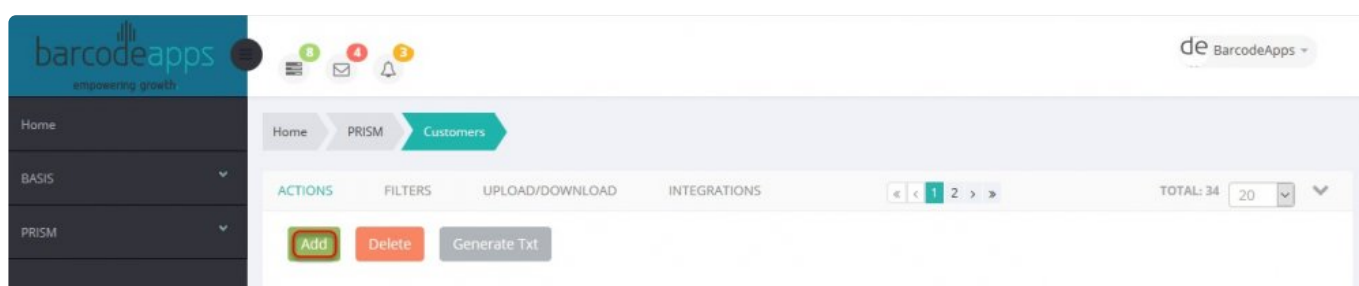 barcodeapps
empowering growth.
8 4 3
de BarcodeApps
Home
BASIS
PRISM
Home PRISM Customers
ACTIONS FILTERS UPLOAD/DOWNLOAD INTEGRATIONS « < 1 2 > » TOTAL: 34 20
Add Delete Generate Txt